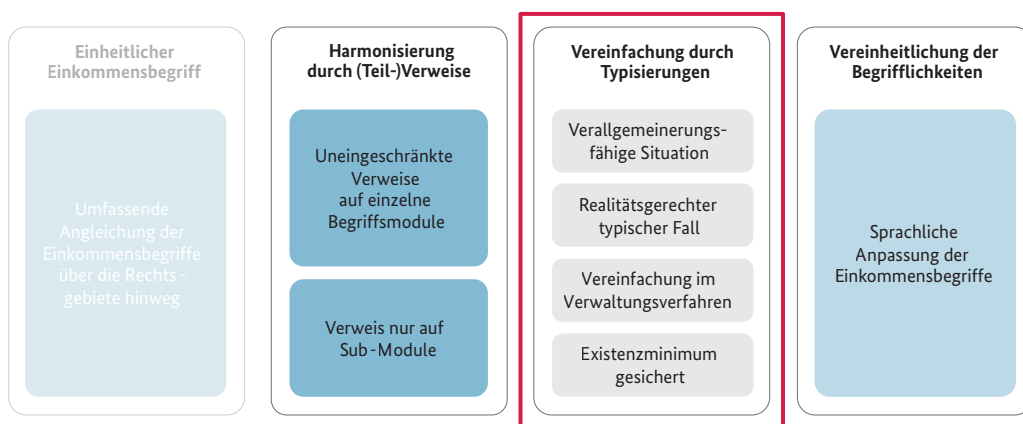 Einheitlicher
Einkommensbegriff
Umfassende
Angleichung der
Einkommensbegriffe
über die Rechts-
gebiete hinweg
Harmonisierung
durch (Teil-)Verweise
Uneingeschränkte
Verweise
auf einzelne
Begriffsmodule
Verweis nur auf
Sub-Module
Vereinfachung durch
Typisierungen
Verallgemeinerungs-
fähige Situation
Realitätsgerechter
typischer Fall
Vereinfachung im
Verwaltungsverfahren
Existenzminimum
gesichert
Vereinheitlichung der
Begrifflichkeiten
Sprachliche
Anpassung der
Einkommensbegriffe